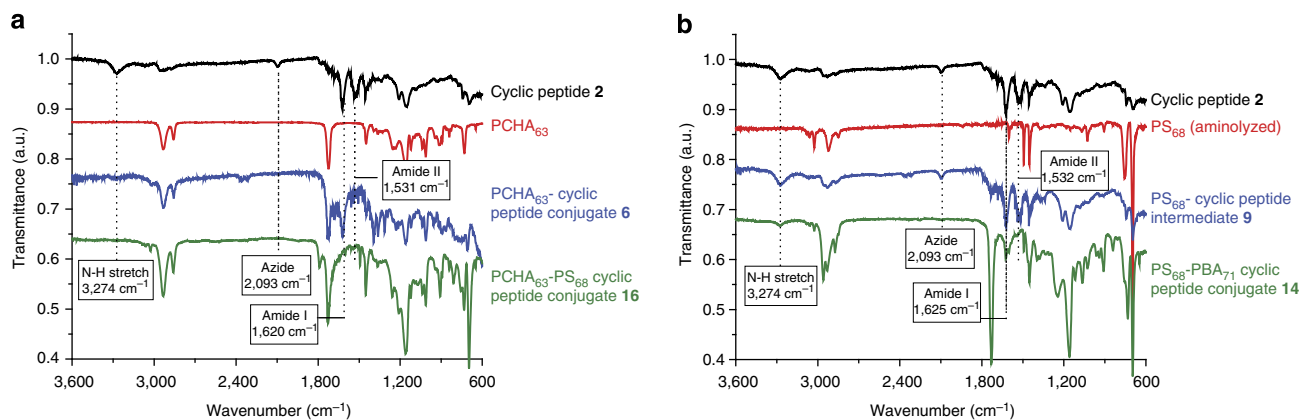 a
1.0
0.9
0.8
0.7
0.6
0.5
0.4
Transmittance (a.u.)
3,600
3,000
2,400
1,800
1,200
600
Wavenumber (cm⁻¹)
Cyclic peptide 2
PCHA₆₃
Amide II
1,531 cm⁻¹
PCHA₆₃- cyclic
peptide conjugate 6
N-H stretch
3,274 cm⁻¹
Azide
2,093 cm⁻¹
PCHA₆₃-PS₆₈ cyclic
peptide conjugate 16
Amide I
1,620 cm⁻¹
b
1.0
0.9
0.8
0.7
0.6
0.5
0.4
Transmittance (a.u.)
3,600
3,000
2,400
1,800
1,200
600
Wavenumber (cm⁻¹)
Cyclic peptide 2
PS₆₈ (aminolyzed)
Amide II
1,532 cm⁻¹
PS₆₈- cyclic peptide
intermediate 9
N-H stretch
3,274 cm⁻¹
Azide
2,093 cm⁻¹
PS₆₈-PBA₇₁ cyclic
peptide conjugate 14
Amide I
1,625 cm⁻¹